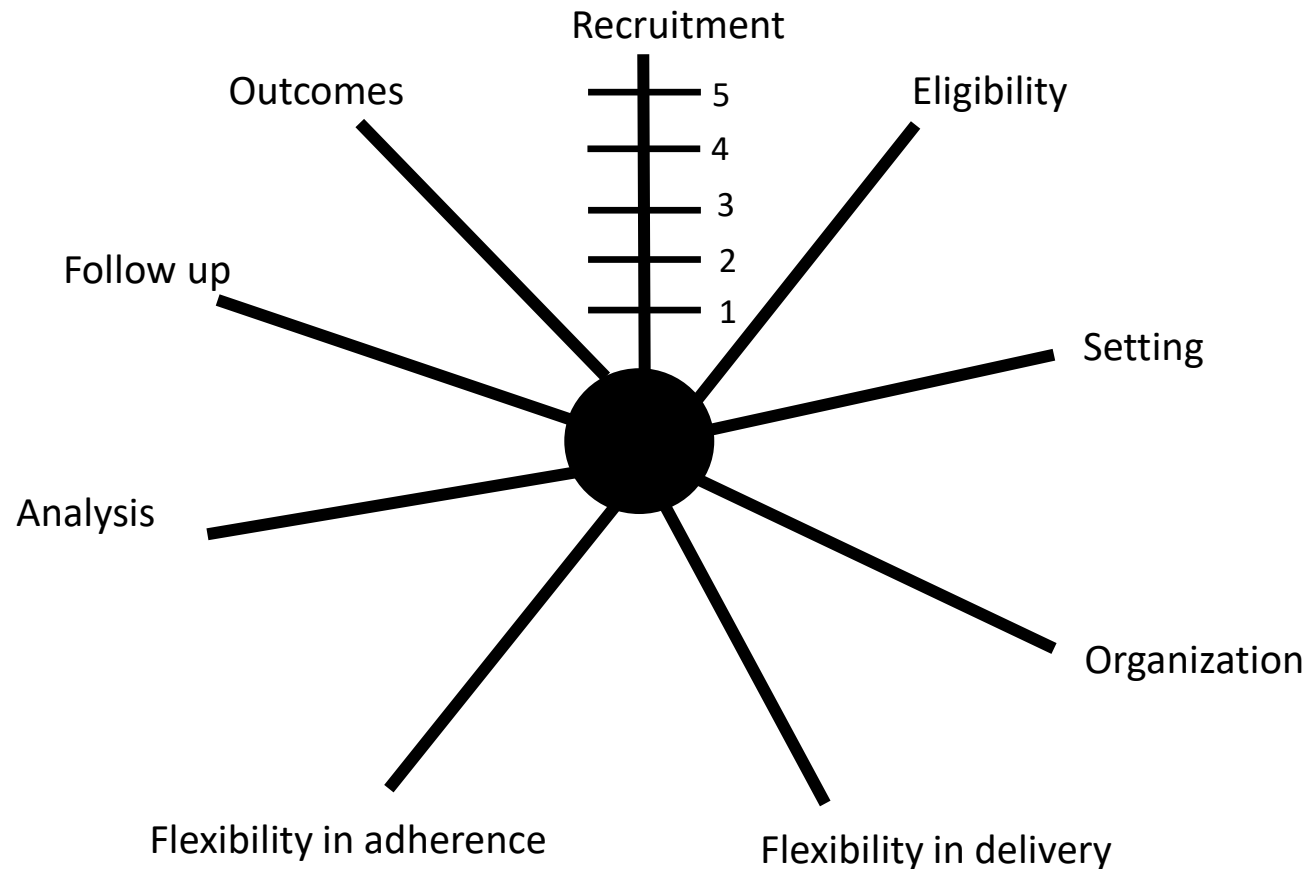 Recruitment
Outcomes
5
Eligibility
4
3
Follow up
2
1
Setting
Analysis
Organization
Flexibility in adherence
Flexibility in delivery